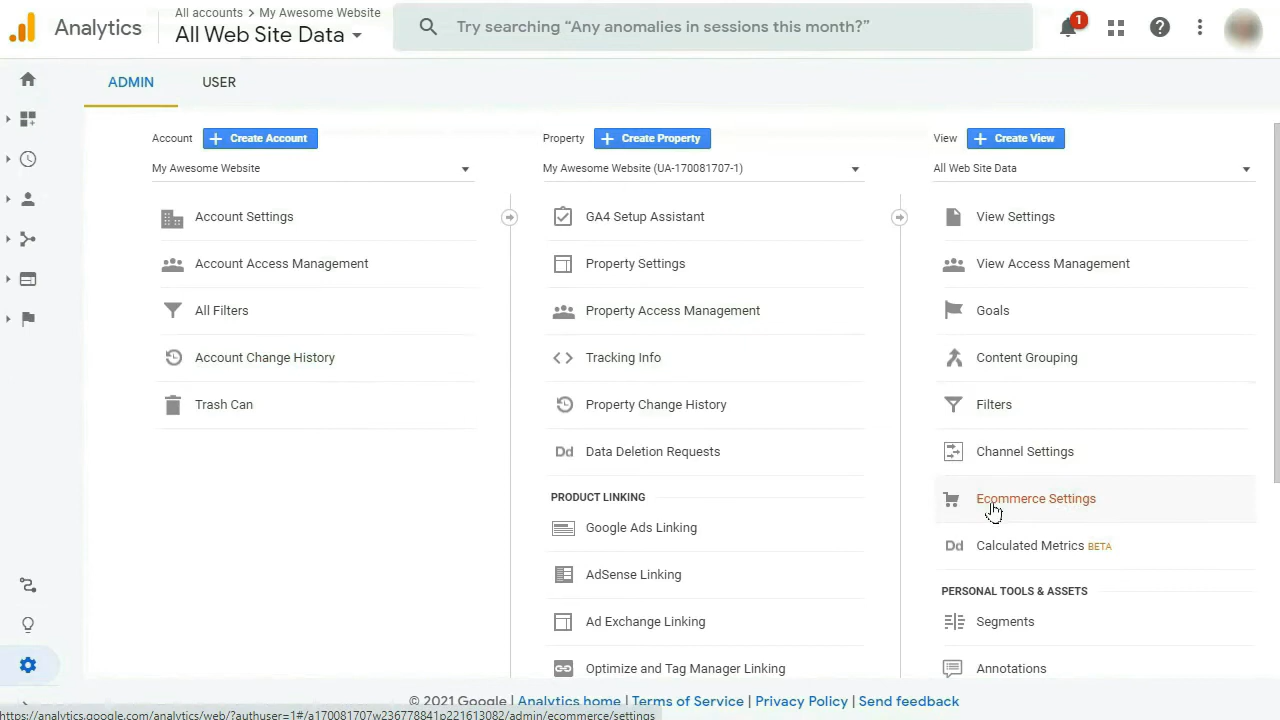 Analytics
All accounts > My Awesome Website
All Web Site Data
Try searching “Any anomalies in sessions this month?”
1
ADMIN
USER
Account
Create Account
My Awesome Website
Account Settings
Account Access Management
All Filters
Account Change History
Trash Can
Property
Create Property
My Awesome Website (UA-170081707-1)
GA4 Setup Assistant
Property Settings
Property Access Management
Tracking Info
Property Change History
Dd Data Deletion Requests
PRODUCT LINKING
Google Ads Linking
AdSense Linking
Ad Exchange Linking
Optimize and Tag Manager Linking
View
Create View
All Web Site Data
View Settings
View Access Management
Goals
Content Grouping
Filters
Channel Settings
Ecommerce Settings
Dd Calculated Metrics BETA
PERSONAL TOOLS & ASSETS
Segments
Annotations
© 2021 Google | Analytics home | Terms of Service | Privacy Policy | Send feedback
https://analytics.google.com/analytics/web/?authuser=1#/a170081707w236778841p221613082/admin/ecommerce/settings